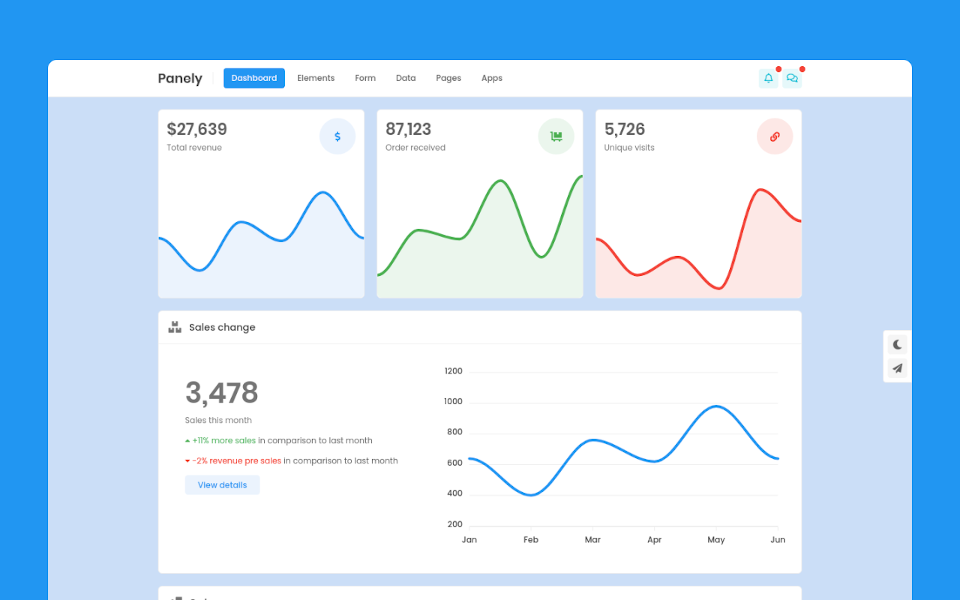 Panely Dashboard Elements Form Data Pages Apps
$27,639
Total revenue
87,123
Order received
5,726
Unique visits
Sales change
3,478
Sales this month
+11% more sales in comparison to last month
-2% revenue pre sales in comparison to last month
View details
1200
1000
800
600
400
200
Jan Feb Mar Apr May Jun